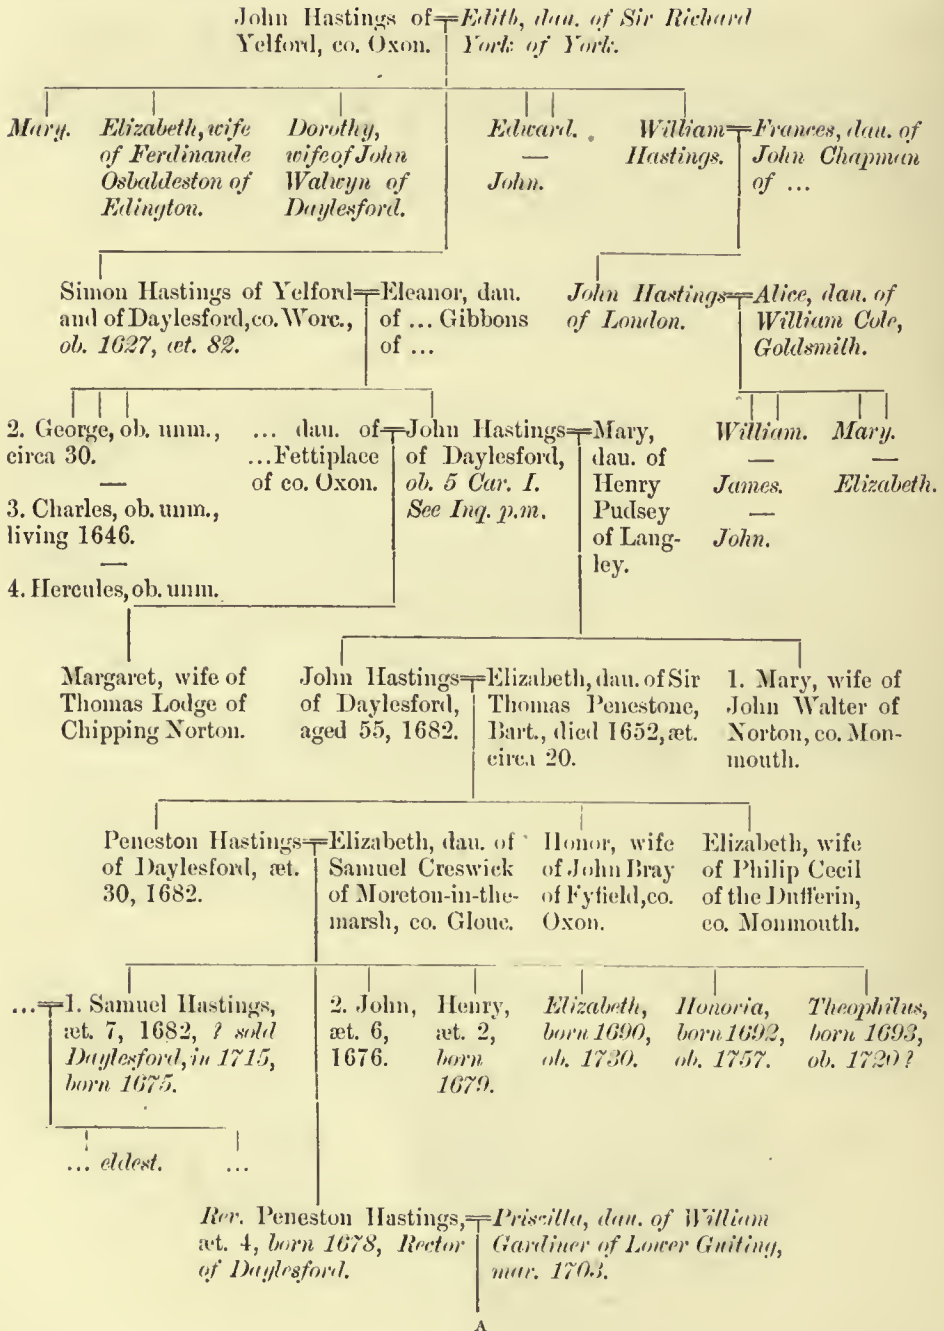 John Hastings of
Yelford, co. Oxon.
Edith, dau. of Sir Richard
York of York.
Mary.
Elizabeth, wife
of Ferdinande
Osbaldeston of
Edington.
Dorothy,
wife of John
Walwyn of
Daylesford.
Edward.
—
John.
William
Hastings.
Frances, dau. of
John Chapman
of ...
Simon Hastings of Yelford
and of Daylesford, co. Worc.,
ob. 1627, æt. 82.
Eleanor, dau.
of ... Gibbons
of ...
John Hastings
of London.
Alice, dau. of
William Cole,
Goldsmith.
2. George, ob. unm.,
circa 30.
—
3. Charles, ob. unm.,
living 1646.
—
4. Hercules, ob. unm.
... dau. of
...Fettiplace
of co. Oxon.
John Hastings
of Daylesford,
ob. 5 Car. I.
See Inq. p.m.
Mary,
dau. of
Henry
Pudsey
of Lang-
ley.
William.
—
James.
—
John.
Mary.
—
Elizabeth.
Margaret, wife of
Thomas Lodge of
Chipping Norton.
John Hastings
of Daylesford,
aged 55, 1682.
Elizabeth, dau. of Sir
Thomas Penestone,
Bart., died 1652, æt.
circa 20.
1. Mary, wife of
John Walter of
Norton, co. Mon-
mouth.
Peneston Hastings
of Daylesford, æt.
30, 1682.
Elizabeth, dau. of
Samuel Creswick
of Moreton-in-the-
marsh, co. Glouc.
Honor, wife
of John Bray
of Fyfield, co.
Oxon.
Elizabeth, wife
of Philip Cecil
of the Dufferin,
co. Monmouth.
...
1. Samuel Hastings,
æt. 7, 1682, ? sold
Daylesford, in 1715,
born 1675.
2. John,
æt. 6,
1676.
Henry,
æt. 2,
born
1679.
Elizabeth,
born 1690,
ob. 1730.
Honoria,
born 1692,
ob. 1757.
Theophilus,
born 1693,
ob. 1720 ?
... eldest.
...
Rev. Peneston Hastings,
æt. 4, born 1678, Rector
of Daylesford.
Priscilla, dau. of William
Gardiner of Lower Guiting,
mar. 1703.
A